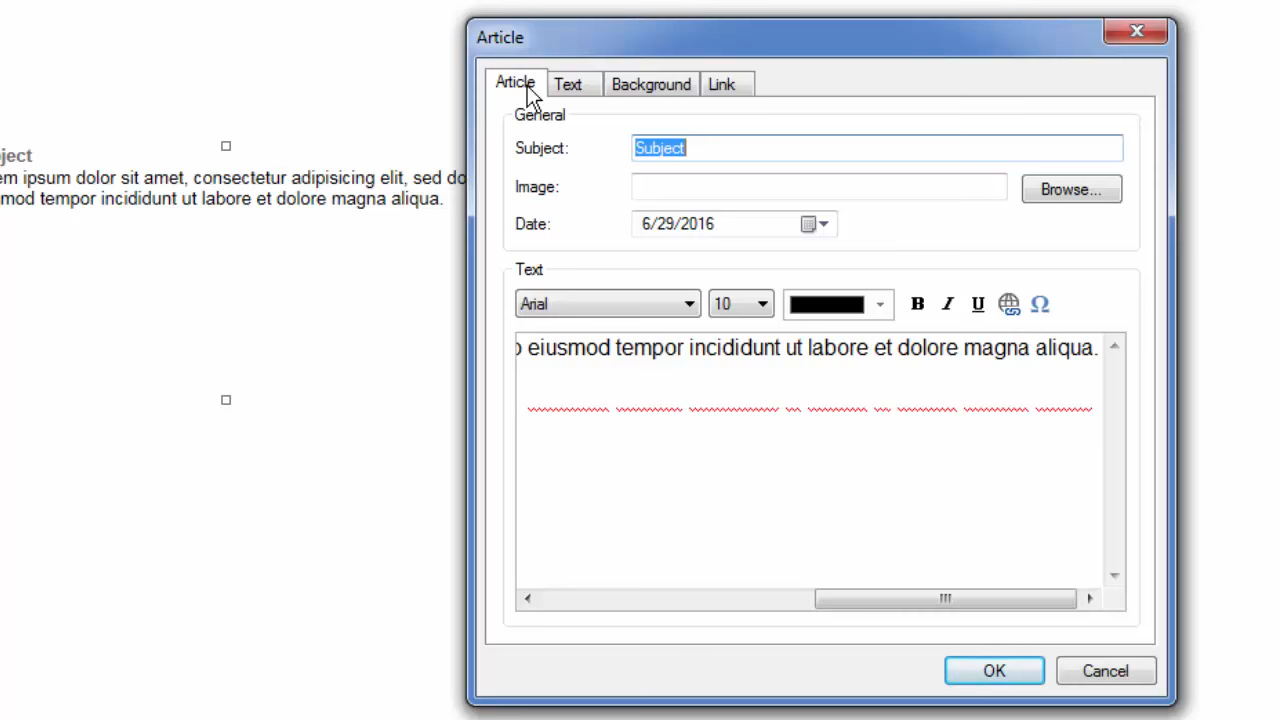 Article
Article Text Background Link
General
Subject: Subject
Image: Browse...
Date: 6/29/2016
Text
Arial 10 B I U Ω
eiusmod tempor incididunt ut labore et dolore magna aliqua.
OK Cancel
ject
em ipsum dolor sit amet, consectetur adipisicing elit, sed do
mod tempor incididunt ut labore et dolore magna aliqua.